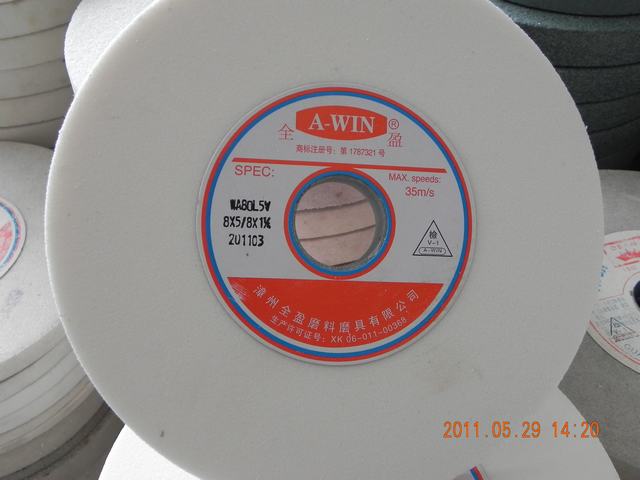 全 A-WIN ® 盈
商标注册号：第 1787321 号
SPEC:
MAX. speeds:
35m/s
WA80L5V
8X5/8X1¼
201103
檢
V-1
A-WIN
漳州全盈磨料磨具有限公司
生产许可证号：XK 06-011-00368
2011.05.29 14:20